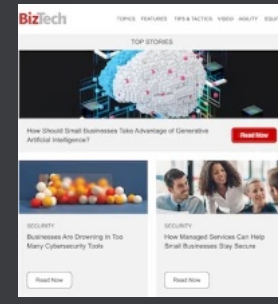 BizTech
TOPICS FEATURES TIPS & TACTICS VIDEO AGILITY
TOP STORIES
How Should Small Businesses Take Advantage of Generative
Artificial Intelligence?
Read Now
SECURITY
Businesses Are Drowning in Too
Many Cybersecurity Tools
Read Now
SECURITY
How Managed Services Can Help
Small Businesses Stay Secure
Read Now